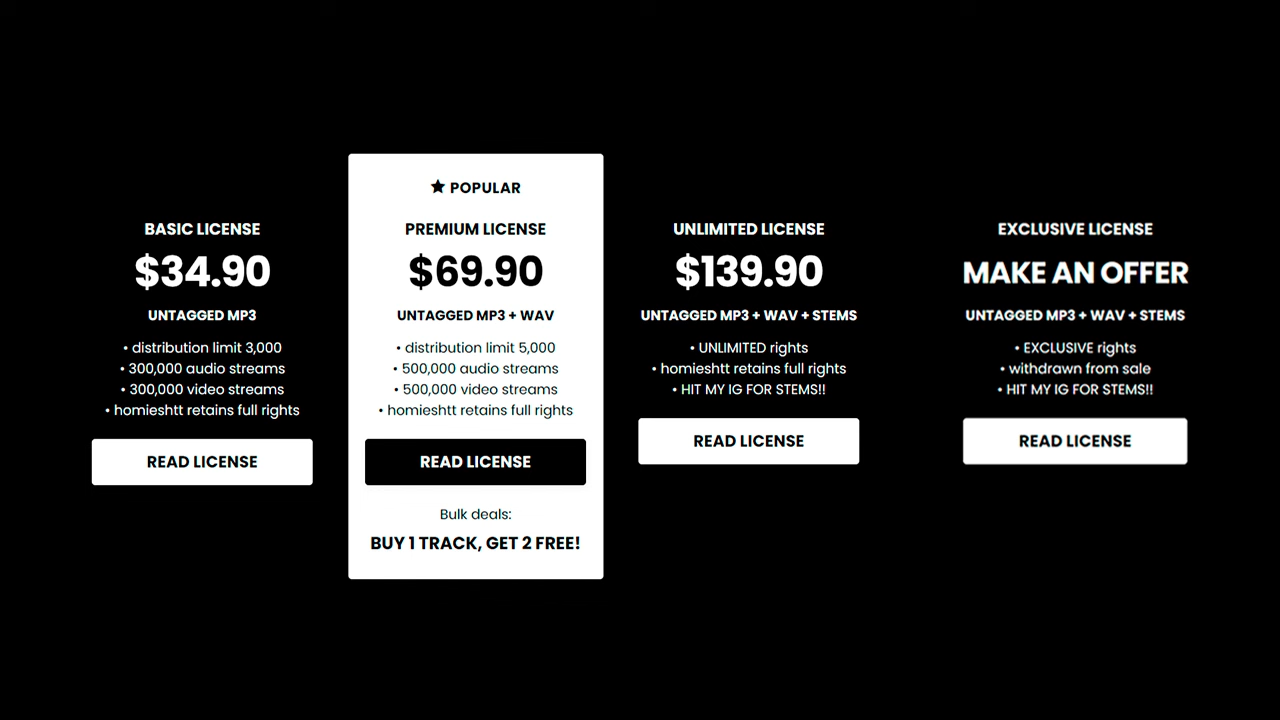 BASIC LICENSE
$34.90
UNTAGGED MP3
• distribution limit 3,000
• 300,000 audio streams
• 300,000 video streams
• homieshtt retains full rights
READ LICENSE
★ POPULAR
PREMIUM LICENSE
$69.90
UNTAGGED MP3 + WAV
• distribution limit 5,000
• 500,000 audio streams
• 500,000 video streams
• homieshtt retains full rights
READ LICENSE
Bulk deals:
BUY 1 TRACK, GET 2 FREE!
UNLIMITED LICENSE
$139.90
UNTAGGED MP3 + WAV + STEMS
• UNLIMITED rights
• homieshtt retains full rights
• HIT MY IG FOR STEMS!!
READ LICENSE
EXCLUSIVE LICENSE
MAKE AN OFFER
UNTAGGED MP3 + WAV + STEMS
• EXCLUSIVE rights
• withdrawn from sale
• HIT MY IG FOR STEMS!!
READ LICENSE